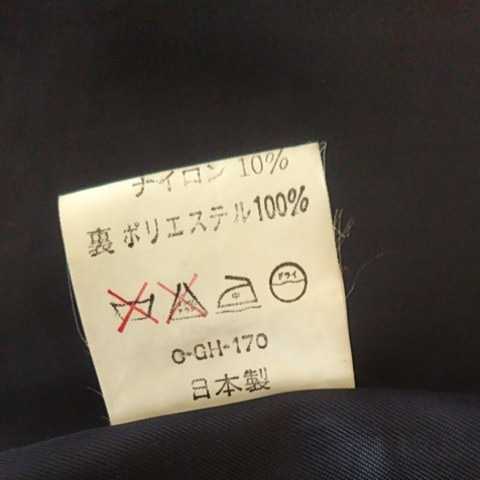 ナイロン 10%
裏 ポリエステル100%
中 ドライ
O-GH-170
日本製